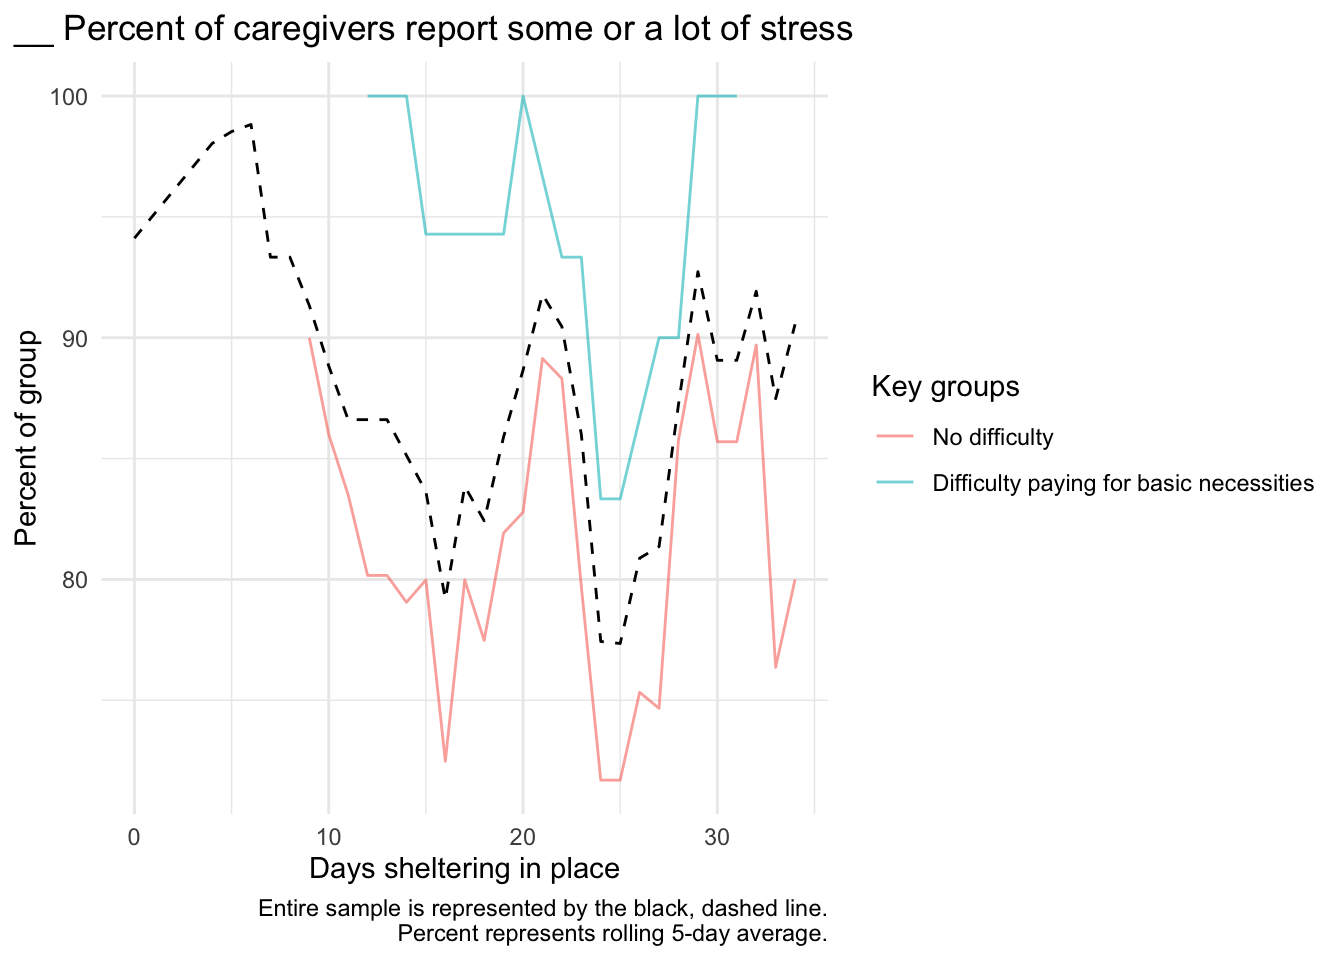 __ Percent of caregivers report some or a lot of stress
Percent of group
100
90
80
0 10 20 30
Days sheltering in place
Key groups
No difficulty
Difficulty paying for basic necessities
Entire sample is represented by the black, dashed line.
Percent represents rolling 5-day average.